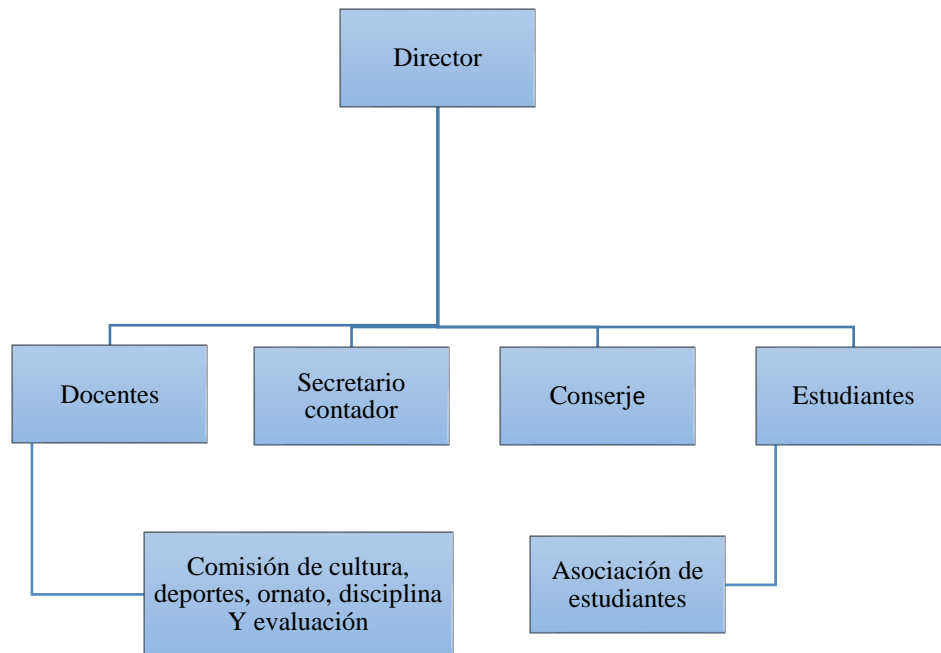 Director
Docentes
Secretario
contador
Conserje
Estudiantes
Comisión de cultura,
deportes, ornato, disciplina
Y evaluación
Asociación de
estudiantes